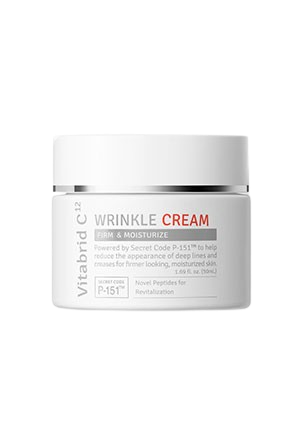 Vitabrid C¹²
WRINKLE CREAM
FIRM & MOISTURIZE
Powered by Secret Code P-151™ to help
reduce the appearance of deep lines and
creases for firmer looking, moisturized skin.
1.69 fl. oz. (50mL)
SECRET CODE
P-151™
Novel Peptides for
Revitalization